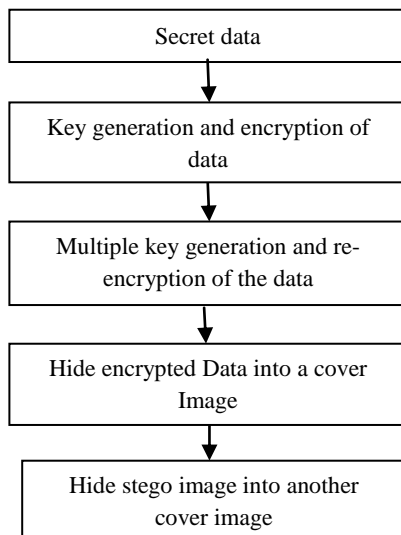 Secret data
Key generation and encryption of
data
Multiple key generation and re-
encryption of the data
Hide encrypted Data into a cover
Image
Hide stego image into another
cover image